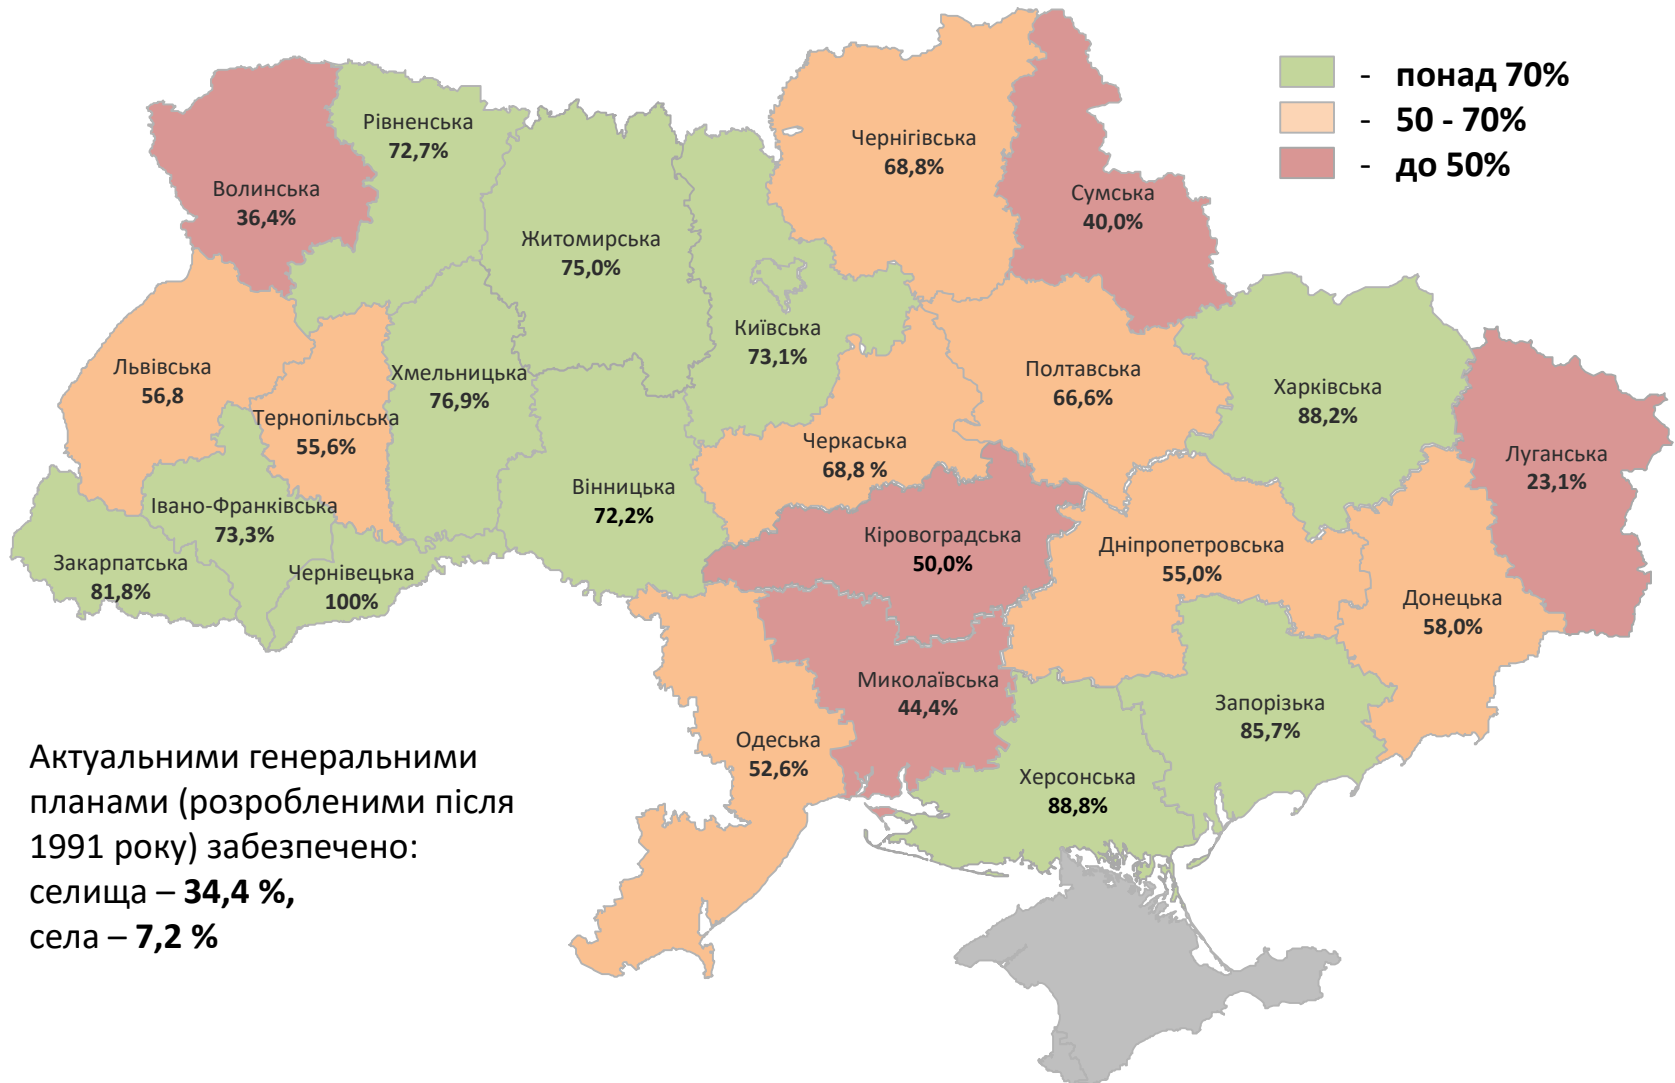 - понад 70%
- 50 - 70%
- до 50%
Чернігівська
68,8%
Рівненська
72,7%
Волинська
36,4%
Сумська
40,0%
Житомирська
75,0%
Київська
73,1%
Львівська
56,8
Хмельницька
76,9%
Полтавська
66,6%
Харківська
88,2%
Тернопільська
55,6%
Черкаська
68,8 %
Луганська
23,1%
Вінницька
72,2%
Івано-Франківська
73,3%
Кіровоградська
50,0%
Дніпропетровська
55,0%
Закарпатська
81,8%
Чернівецька
100%
Донецька
58,0%
Миколаївська
44,4%
Запорізька
85,7%
Одеська
52,6%
Херсонська
88,8%
Актуальними генеральними
планами (розробленими після
1991 року) забезпечено:
селища – 34,4 %,
села – 7,2 %